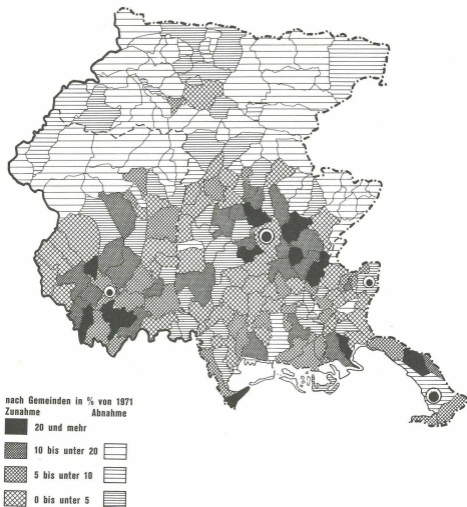 nach Gemeinden in % von 1971
Zunahme Abnahme
20 und mehr
10 bis unter 20
5 bis unter 10
0 bis unter 5